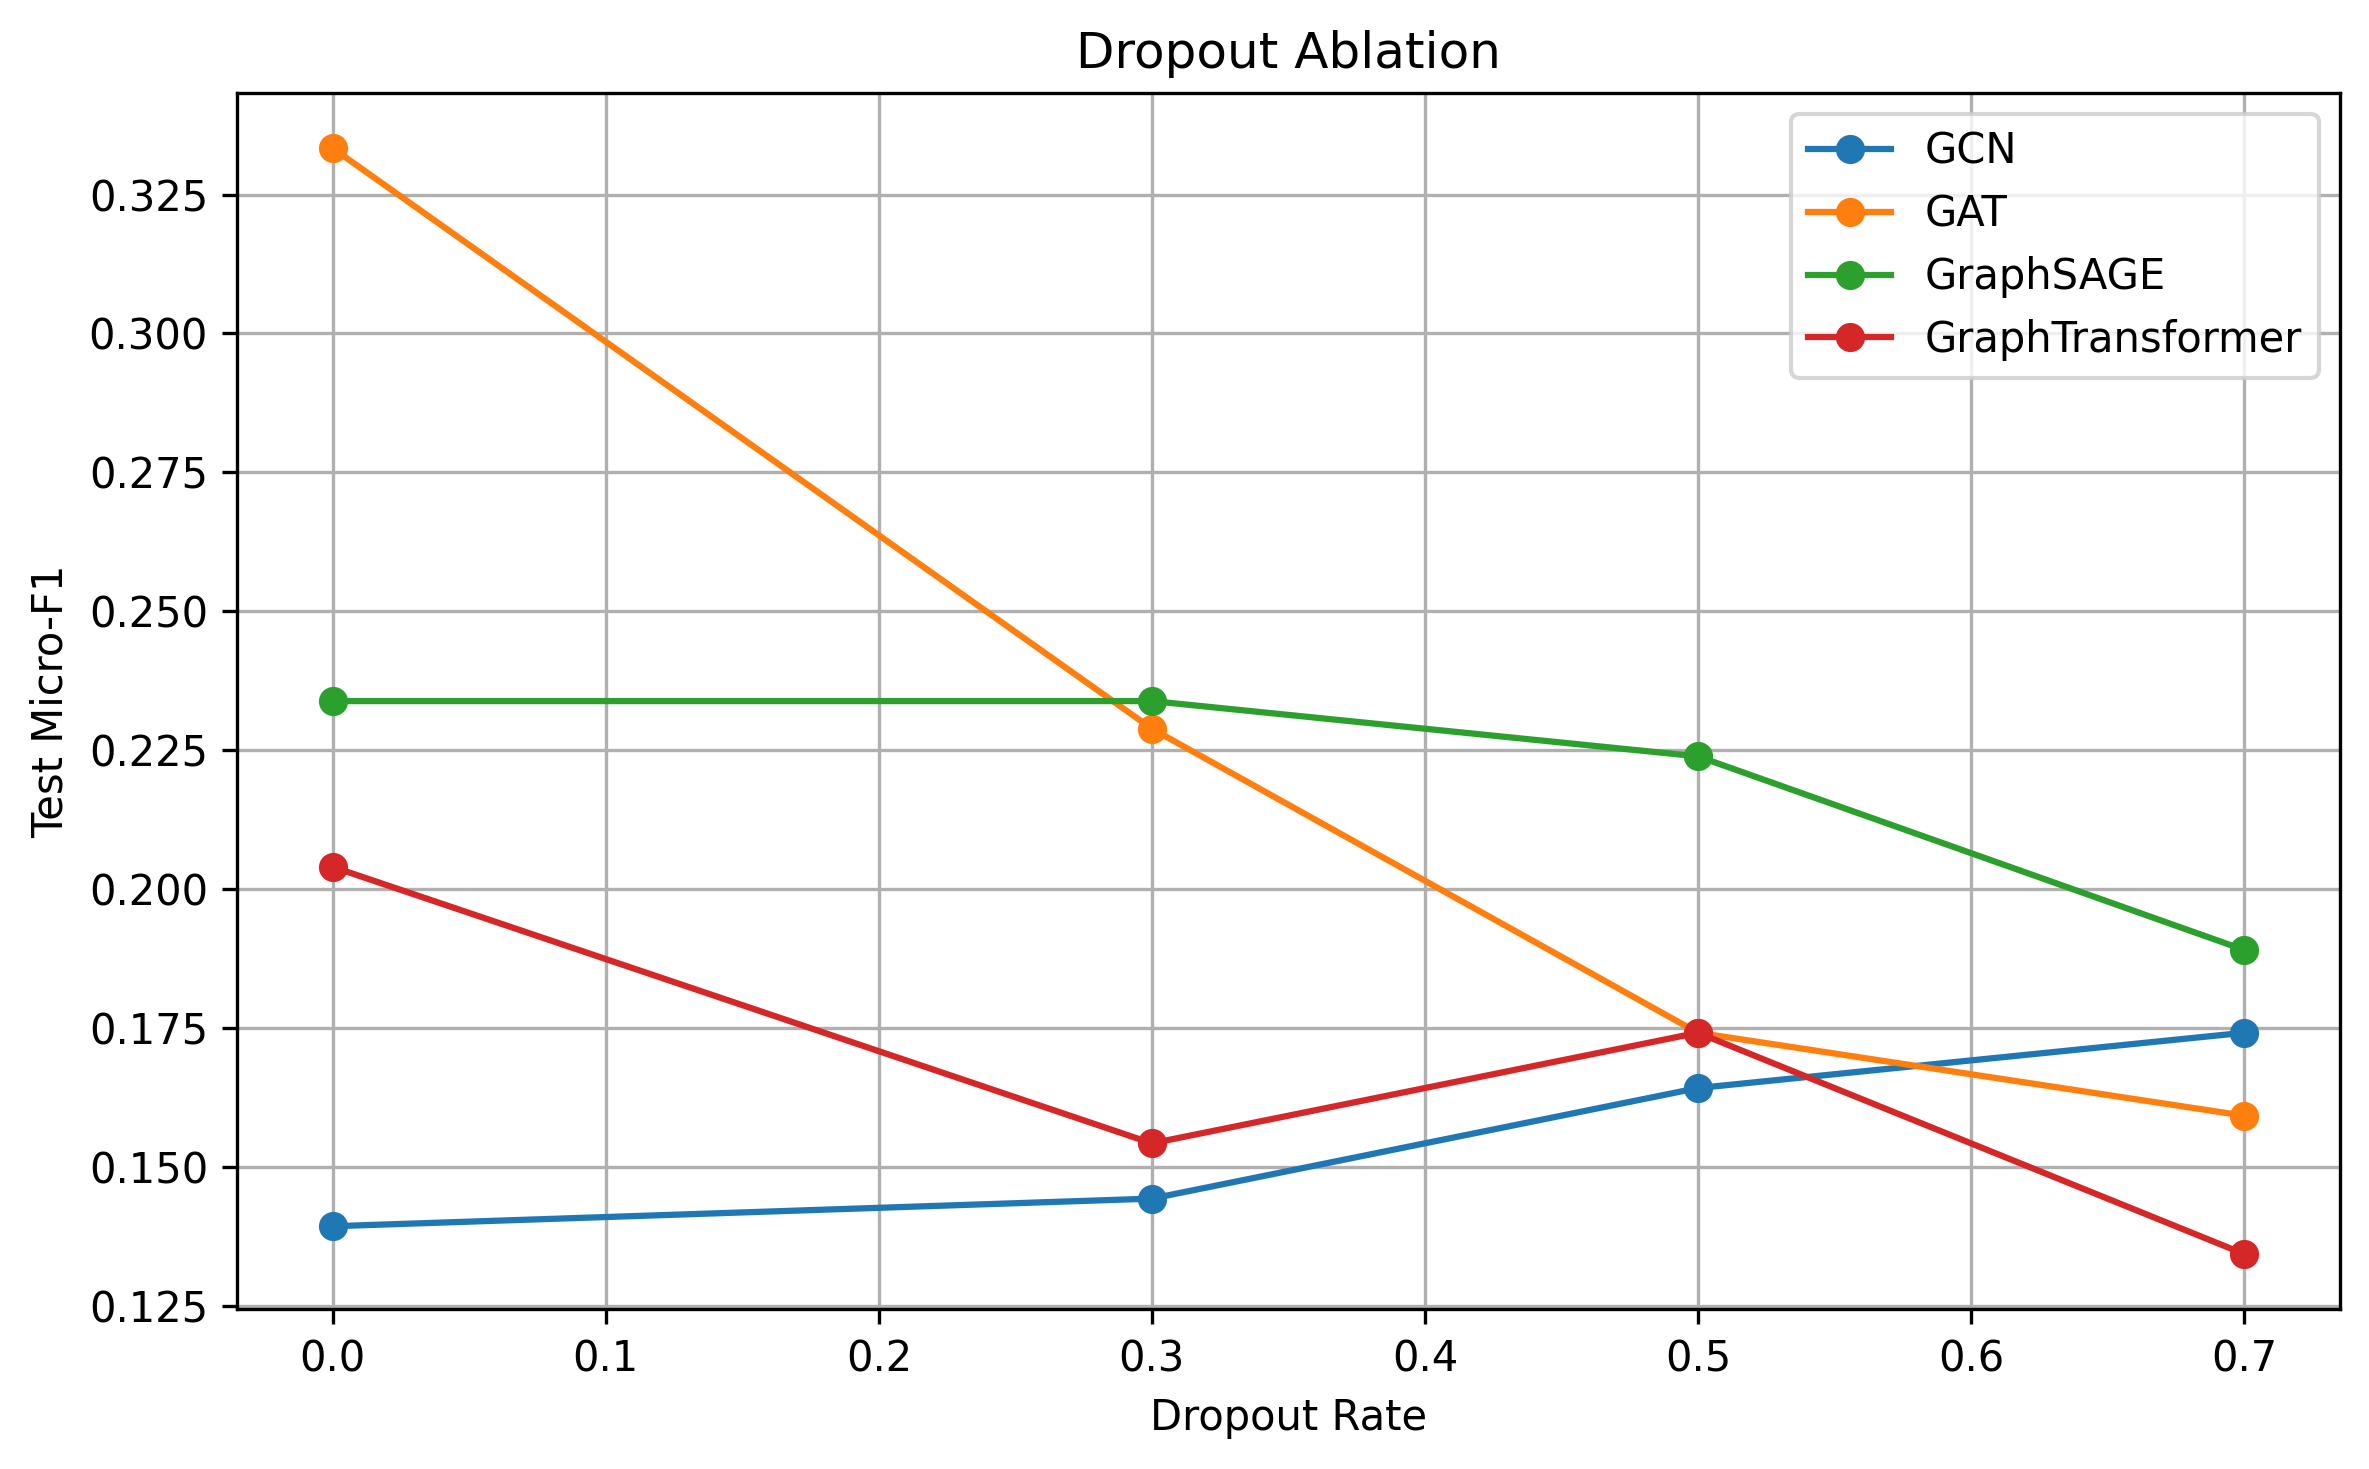 Dropout Ablation
GCN
GAT
GraphSAGE
GraphTransformer
Test Micro-F1
0.325
0.300
0.275
0.250
0.225
0.200
0.175
0.150
0.125
0.0 0.1 0.2 0.3 0.4 0.5 0.6 0.7
Dropout Rate